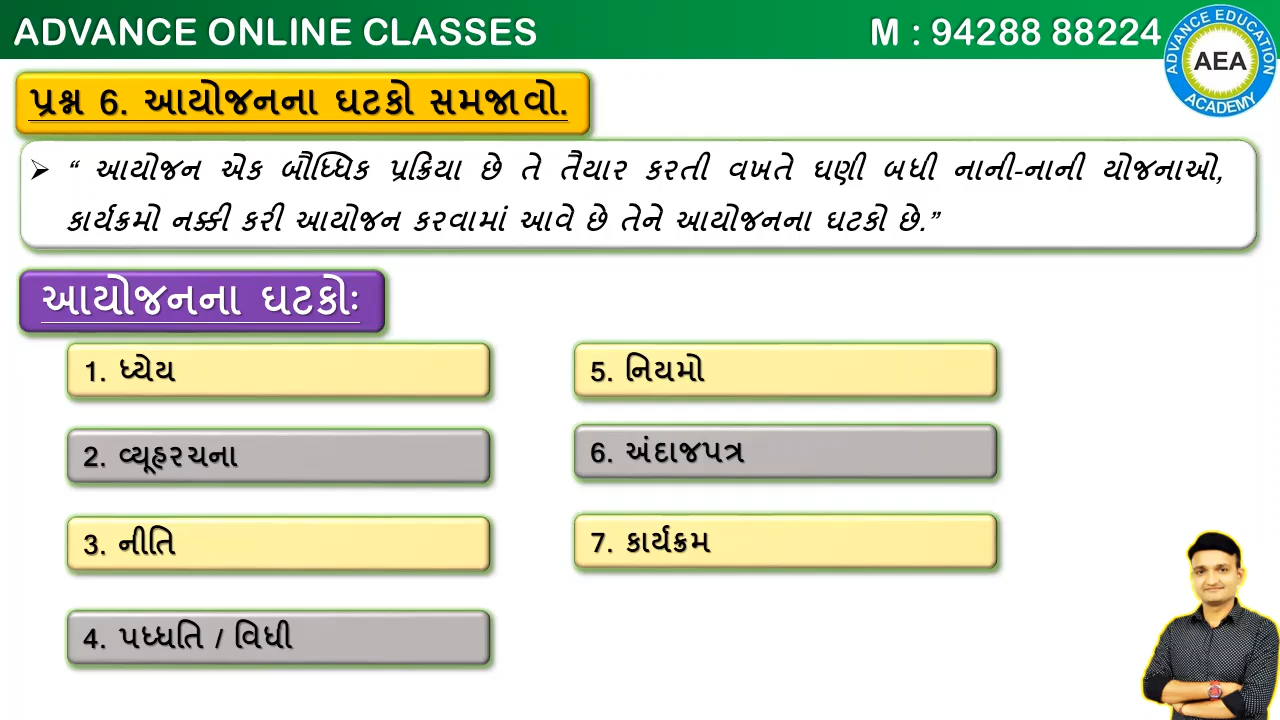 ADVANCE ONLINE CLASSES
M : 94288 88224
ADVANCE EDUCATION
AEA
ACADEMY
પ્રશ્ન 6. આયોજનના ઘટકો સમજાવો.
➢ “ આયોજન એક બૌધ્ધિક પ્રક્રિયા છે તે તૈયાર કરતી વખતે ઘણી બધી નાની-નાની યોજનાઓ,
કાર્યક્રમો નક્કી કરી આયોજન કરવામાં આવે છે તેને આયોજનના ઘટકો છે.”
આયોજનના ઘટકોઃ
1. ધ્યેય
2. વ્યૂહરચના
3. નીતિ
4. પધ્ધતિ / વિધી
5. નિયમો
6. અંદાજપત્ર
7. કાર્યક્રમ